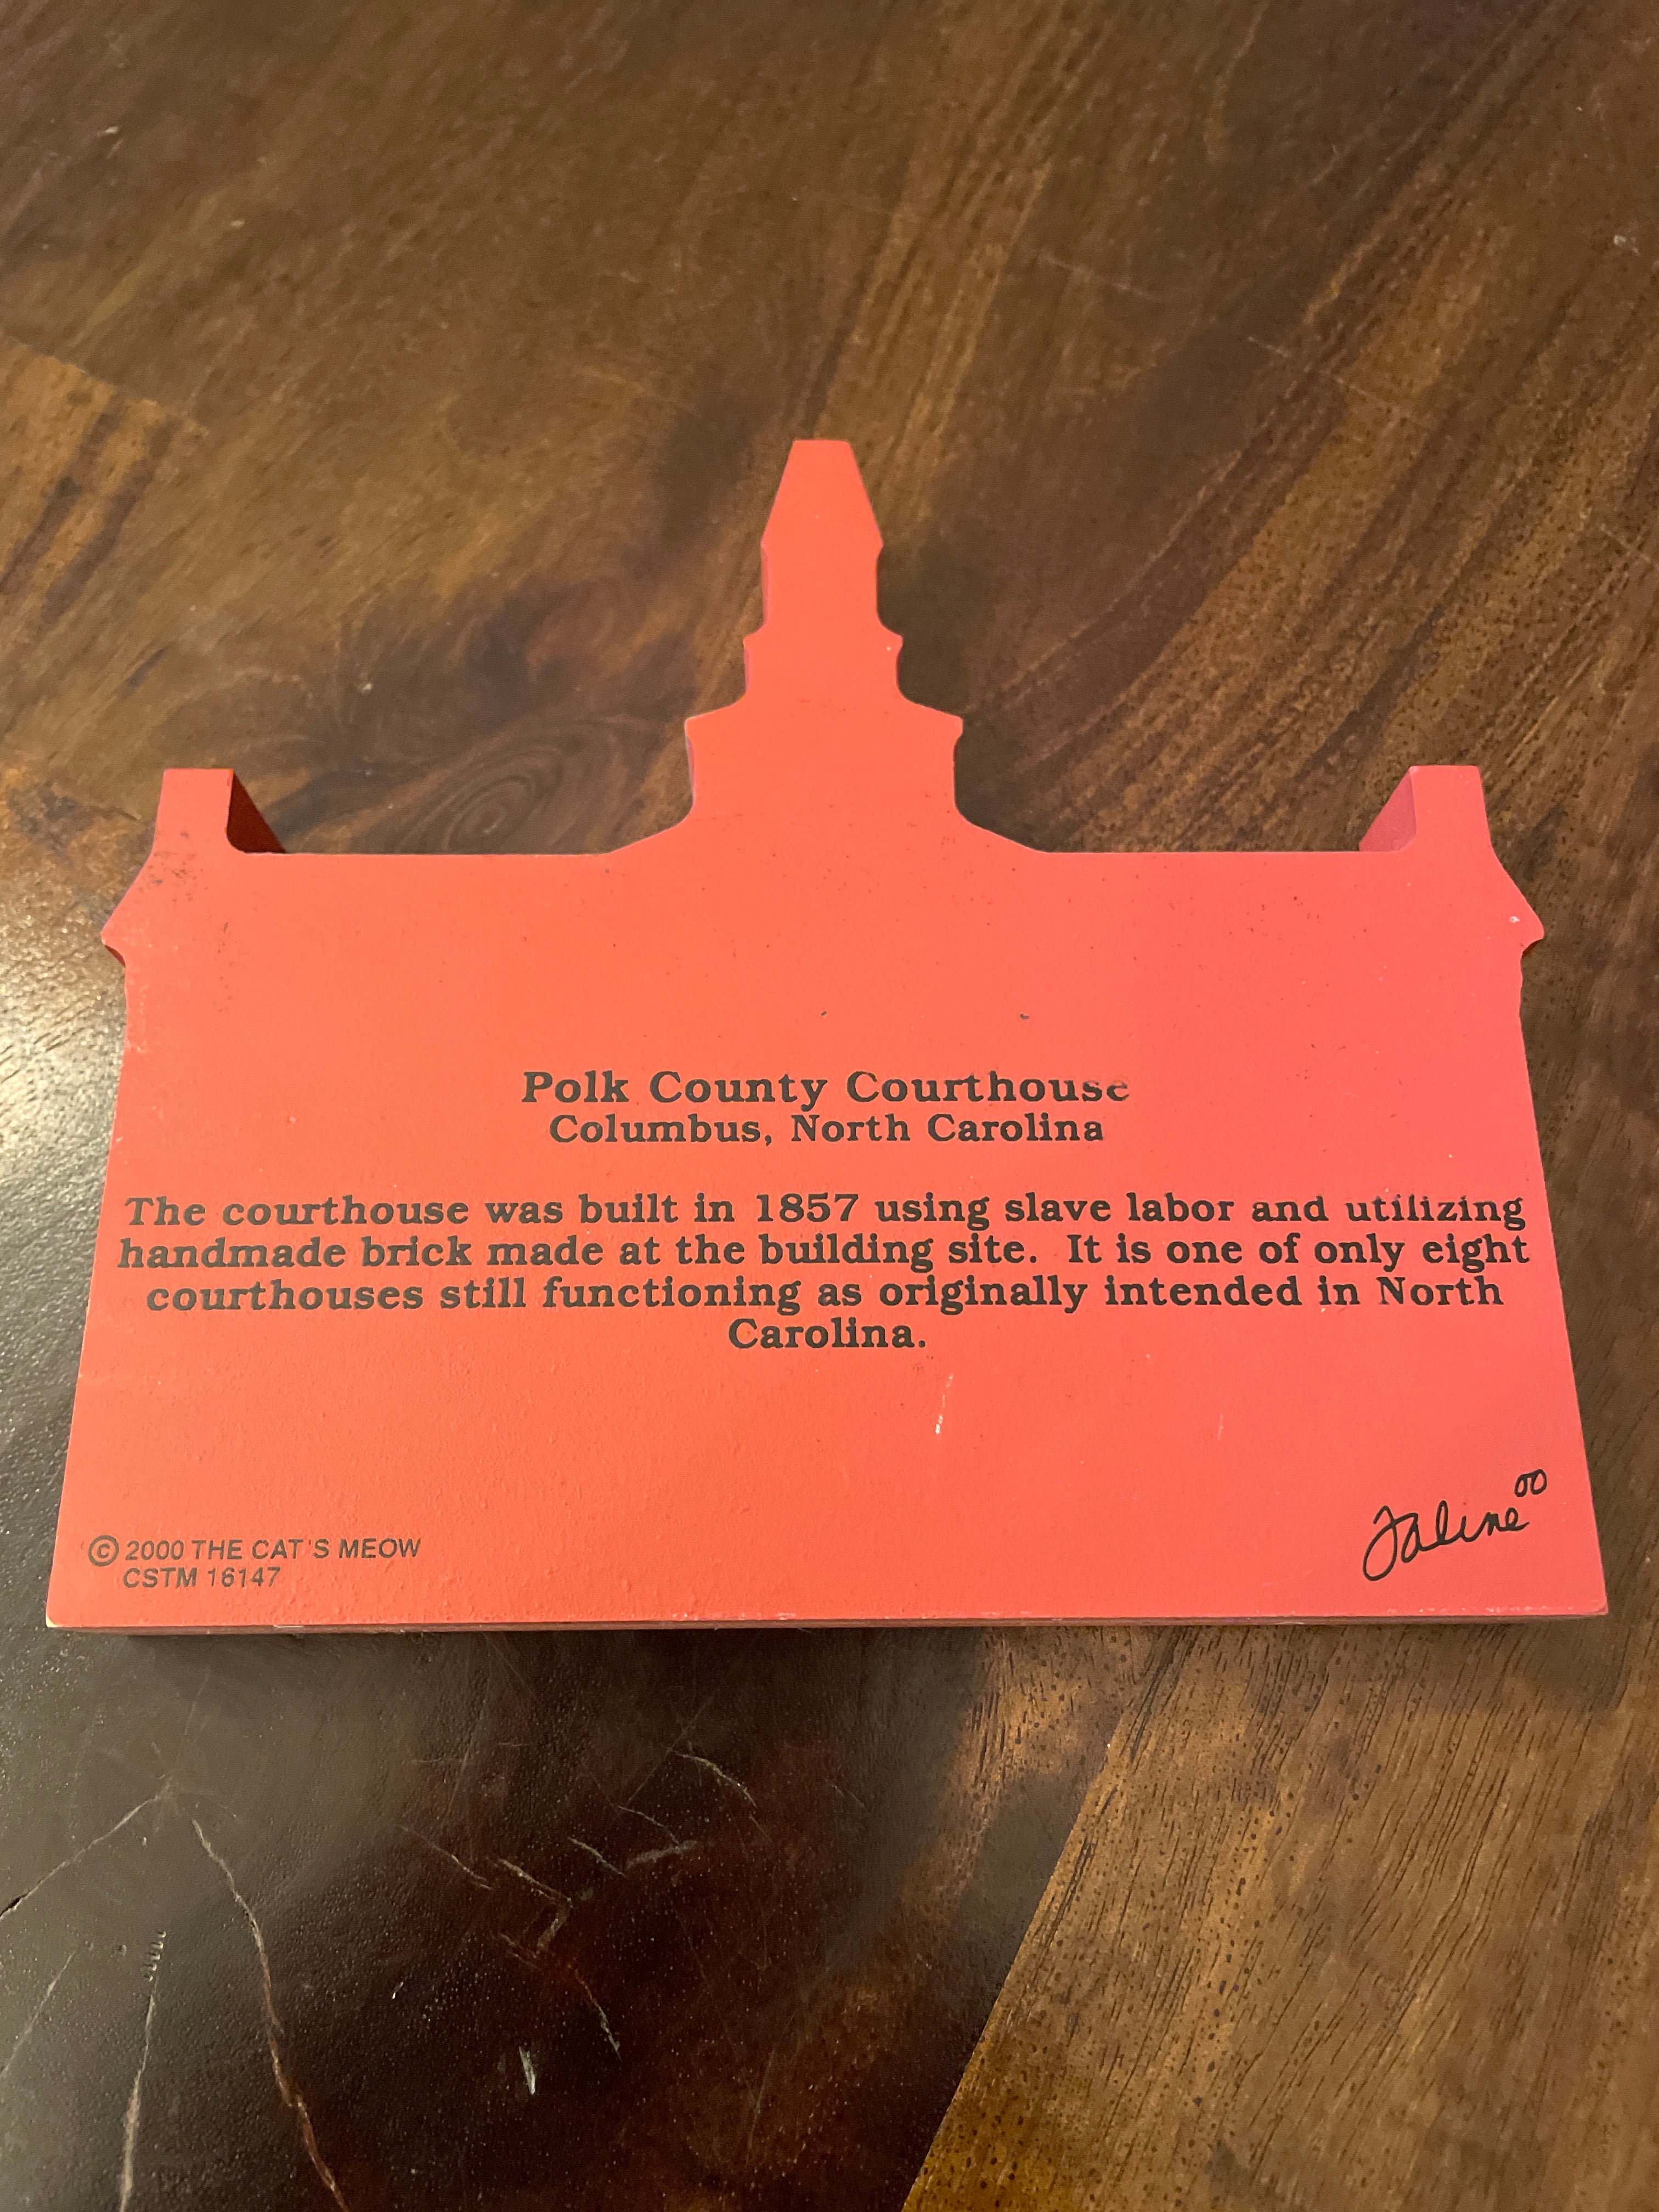 Polk County Courthouse
Columbus, North Carolina
The courthouse was built in 1857 using slave labor and utilizing
handmade brick made at the building site. It is one of only eight
courthouses still functioning as originally intended in North
Carolina.
© 2000 THE CAT'S MEOW
CSTM 16147
Faline 00